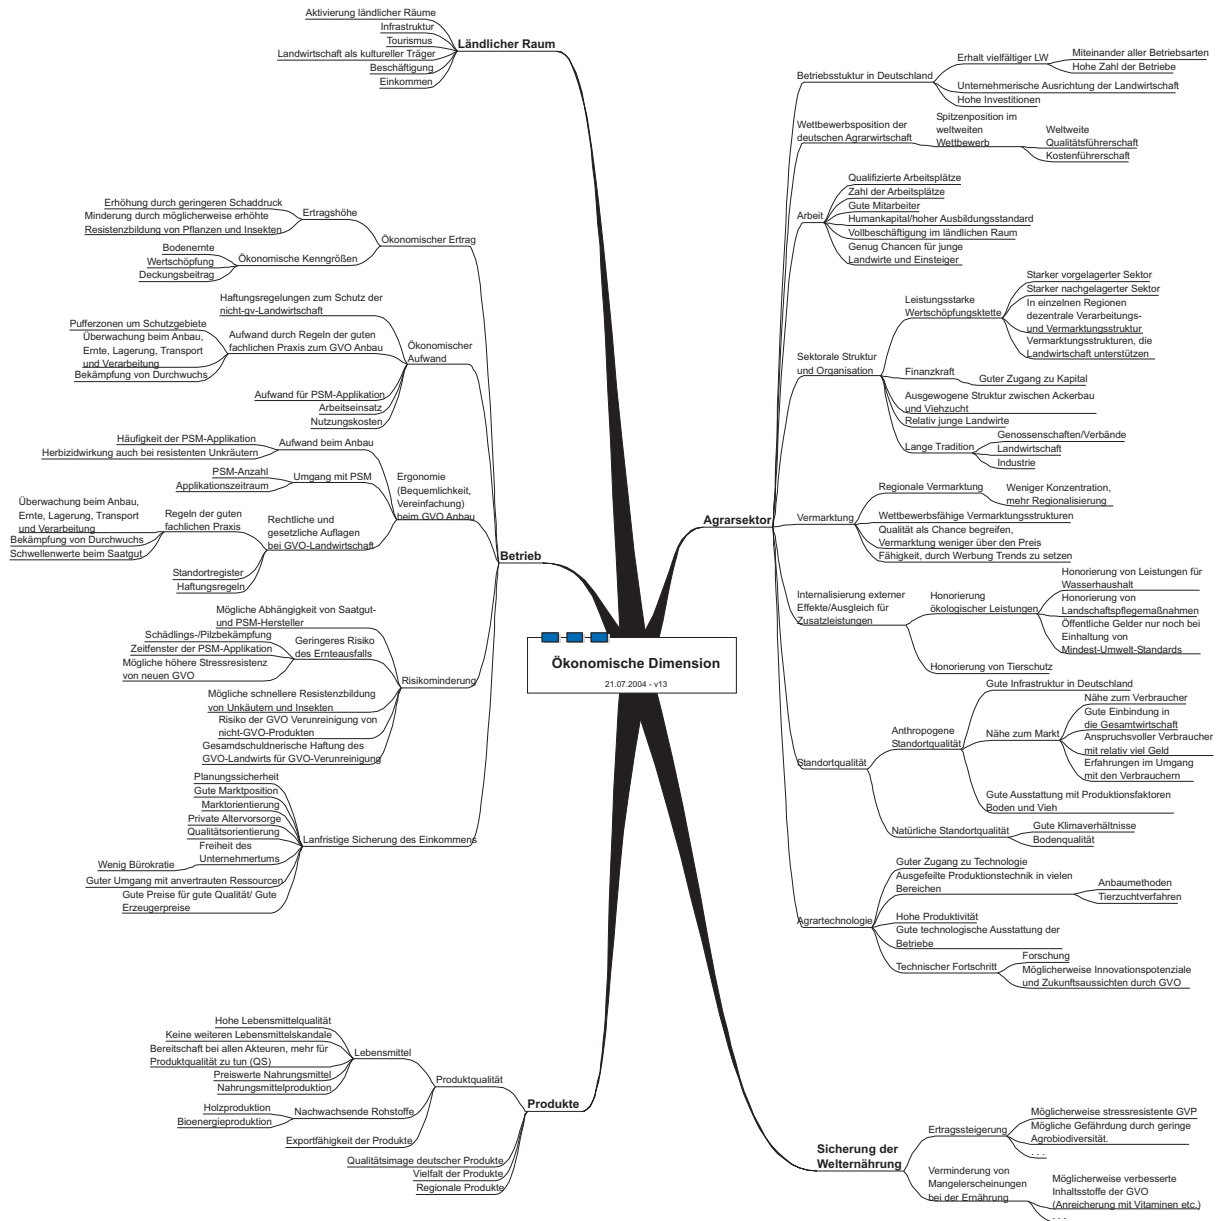 Ökonomische Dimension
21.07.2004 - v13
Ländlicher Raum
Aktivierung ländlicher Räume
Infrastruktur
Tourismus
Landwirtschaft als kultureller Träger
Beschäftigung
Einkommen
Betrieb
Ökonomischer Ertrag
Ertragshöhe
Erhöhung durch geringeren Schaddruck
Minderung durch möglicherweise erhöhte
Resistenzbildung von Pflanzen und Insekten
Ökonomische Kenngrößen
Bodenernte
Wertschöpfung
Deckungsbeitrag
Ökonomischer
Aufwand
Haftungsregelungen zum Schutz der
nicht-gv-Landwirtschaft
Aufwand durch Regeln der guten
fachlichen Praxis zum GVO Anbau
Pufferzonen um Schutzgebiete
Überwachung beim Anbau,
Ernte, Lagerung, Transport
und Verarbeitung
Bekämpfung von Durchwuchs
Aufwand für PSM-Applikation
Arbeitseinsatz
Nutzungskosten
Ergonomie
(Bequemlichkeit,
Vereinfachung)
beim GVO Anbau
Aufwand beim Anbau
Häufigkeit der PSM-Applikation
Herbizidwirkung auch bei resistenten Unkräutern
Umgang mit PSM
PSM-Anzahl
Applikationszeitraum
Rechtliche und
gesetzliche Auflagen
bei GVO-Landwirtschaft
Regeln der guten
fachlichen Praxis
Überwachung beim Anbau,
Ernte, Lagerung, Transport
und Verarbeitung
Bekämpfung von Durchwuchs
Schwellenwerte beim Saatgut
Standortregister
Haftungsregeln
Risikominderung
Mögliche Abhängigkeit von Saatgut-
und PSM-Hersteller
Geringeres Risiko
des Ernteausfalls
Schädlings-/Pilzbekämpfung
Zeitfenster der PSM-Applikation
Mögliche höhere Stressresistenz
von neuen GVO
Mögliche schnellere Resistenzbildung
von Unkäutern und Insekten
Risiko der GVO Verunreinigung von
nicht-GVO-Produkten
Gesamdschuldnerische Haftung des
GVO-Landwirts für GVO-Verunreinigung
Lanfristige Sicherung des Einkommens
Planungssicherheit
Gute Marktposition
Marktorientierung
Private Altervorsorge
Qualitätsorientierung
Freiheit des
Unternehmertums
Wenig Bürokratie
Guter Umgang mit anvertrauten Ressourcen
Gute Preise für gute Qualität/ Gute
Erzeugerpreise
Produkte
Produktqualität
Lebensmittel
Hohe Lebensmittelqualität
Keine weiteren Lebensmittelskandale
Bereitschaft bei allen Akteuren, mehr für
Produktqualität zu tun (QS)
Preiswerte Nahrungsmittel
Nahrungsmittelproduktion
Nachwachsende Rohstoffe
Holzproduktion
Bioenergieproduktion
Exportfähigkeit der Produkte
Qualitätsimage deutscher Produkte
Vielfalt der Produkte
Regionale Produkte
Agrarsektor
Betriebsstuktur in Deutschland
Erhalt vielfältiger LW
Miteinander aller Betriebsarten
Hohe Zahl der Betriebe
Unternehmerische Ausrichtung der Landwirtschaft
Hohe Investitionen
Wettbewerbsposition der
deutschen Agrarwirtschaft
Spitzenposition im
weltweiten
Wettbewerb
Weltweite
Qualitätsführerschaft
Kostenführerschaft
Arbeit
Qualifizierte Arbeitsplätze
Zahl der Arbeitsplätze
Gute Mitarbeiter
Humankapital/hoher Ausbildungsstandard
Vollbeschäftigung im ländlichen Raum
Genug Chancen für junge
Landwirte und Einsteiger
Sektorale Struktur
und Organisation
Leistungsstarke
Wertschöpfungsktette
Starker vorgelagerter Sektor
Starker nachgelagerter Sektor
In einzelnen Regionen
dezentrale Verarbeitungs-
und Vermarktungsstruktur
Vermarktungsstrukturen, die
Landwirtschaft unterstützen
Finanzkraft
Guter Zugang zu Kapital
Ausgewogene Struktur zwischen Ackerbau
und Viehzucht
Relativ junge Landwirte
Lange Tradition
Genossenschaften/Verbände
Landwirtschaft
Industrie
Vermarktung
Regionale Vermarktung
Weniger Konzentration,
mehr Regionalisierung
Wettbewerbsfähige Vermarktungsstrukturen
Qualität als Chance begreifen,
Vermarktung weniger über den Preis
Fähigkeit, durch Werbung Trends zu setzen
Internalisierung externer
Effekte/Ausgleich für
Zusatzleistungen
Honorierung
ökologischer Leistungen
Honorierung von Leistungen für
Wasserhaushalt
Honorierung von
Landschaftspflegemaßnahmen
Öffentliche Gelder nur noch bei
Einhaltung von
Mindest-Umwelt-Standards
Honorierung von Tierschutz
Standortqualität
Anthropogene
Standortqualität
Gute Infrastruktur in Deutschland
Nähe zum Markt
Nähe zum Verbraucher
Gute Einbindung in
die Gesamtwirtschaft
Anspruchsvoller Verbraucher
mit relativ viel Geld
Erfahrungen im Umgang
mit den Verbrauchern
Gute Ausstattung mit Produktionsfaktoren
Boden und Vieh
Natürliche Standortqualität
Gute Klimaverhältnisse
Bodenqualität
Agrartechnologie
Guter Zugang zu Technologie
Ausgefeilte Produktionstechnik in vielen
Bereichen
Anbaumethoden
Tierzuchtverfahren
Hohe Produktivität
Gute technologische Ausstattung der
Betriebe
Technischer Fortschritt
Forschung
Möglicherweise Innovationspotenziale
und Zukunftsaussichten durch GVO
Sicherung der
Welternährung
Ertragssteigerung
Möglicherweise stressresistente GVP
Mögliche Gefährdung durch geringe
Agrobiodiversität.
. . .
Verminderung von
Mangelerscheinungen
bei der Ernährung
Möglicherweise verbesserte
Inhaltsstoffe der GVO
(Anreicherung mit Vitaminen etc.)
. . .